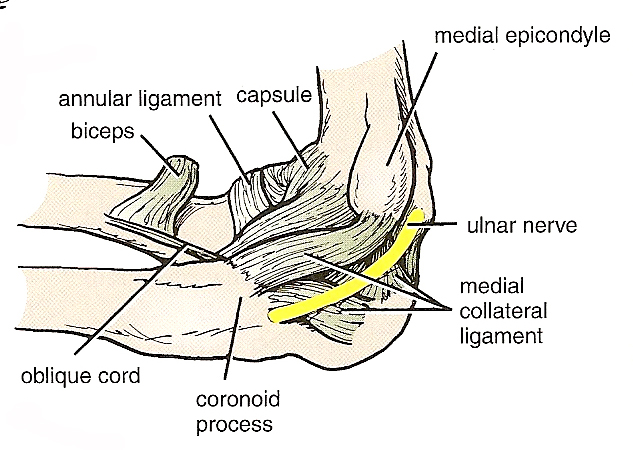 medial epicondyle
annular ligament
capsule
biceps
ulnar nerve
medial
collateral
ligament
oblique cord
coronoid
process